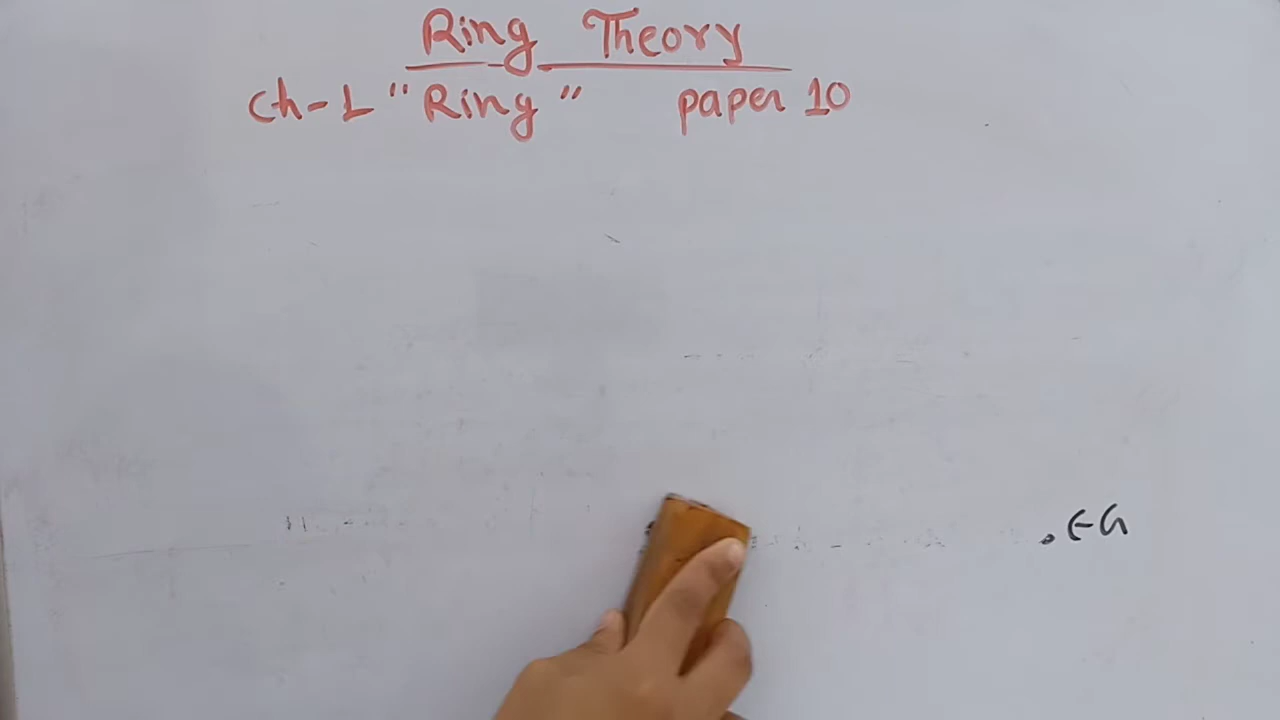 Ring Theory
Ch-1 "Ring" paper 10
∈ G